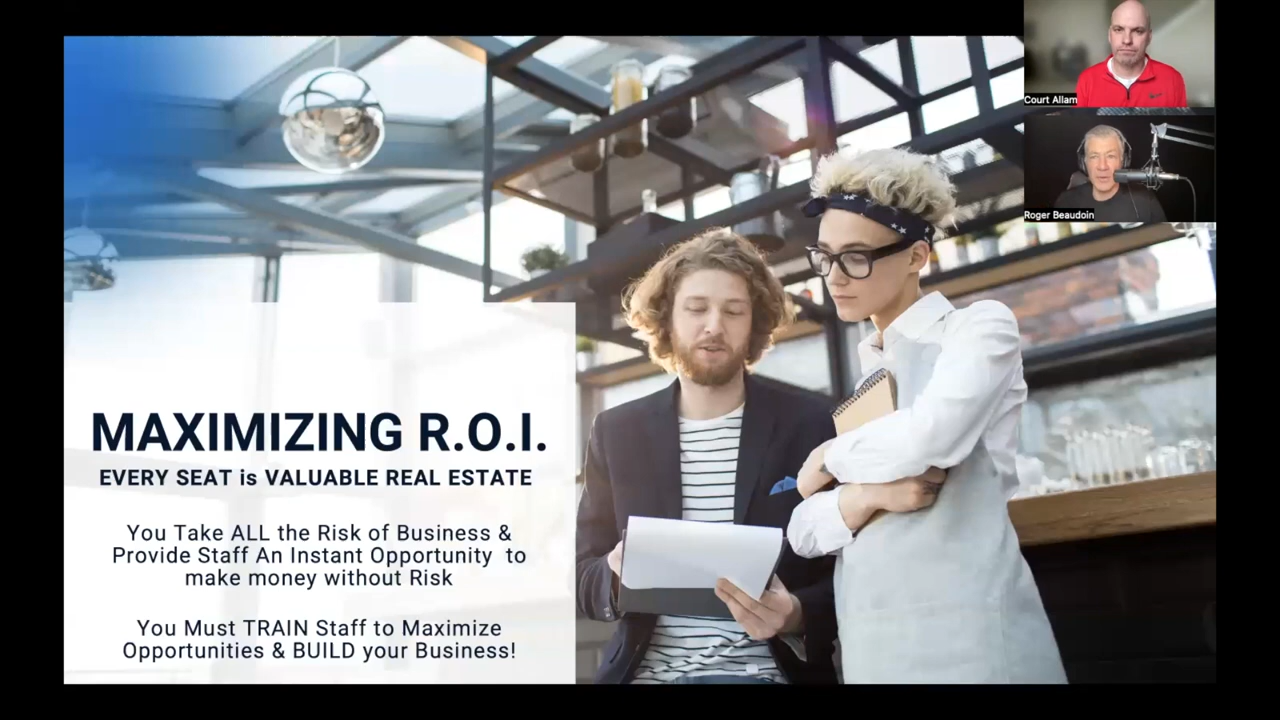 Court Allam
Roger Beaudoin
MAXIMIZING R.O.I.
EVERY SEAT is VALUABLE REAL ESTATE
You Take ALL the Risk of Business &
Provide Staff An Instant Opportunity to
make money without Risk
You Must TRAIN Staff to Maximize
Opportunities & BUILD your Business!